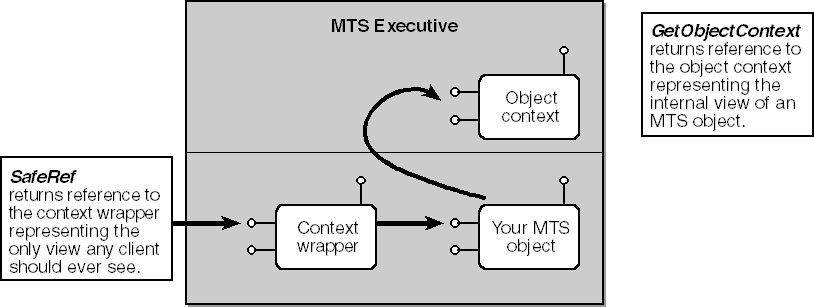 MTS Executive
GetObjectContext
returns reference to
the object context
representing the
internal view of an
MTS object.
Object
context
SafeRef
returns reference to
the context wrapper
representing the
only view any client
should ever see.
Context
wrapper
Your MTS
object